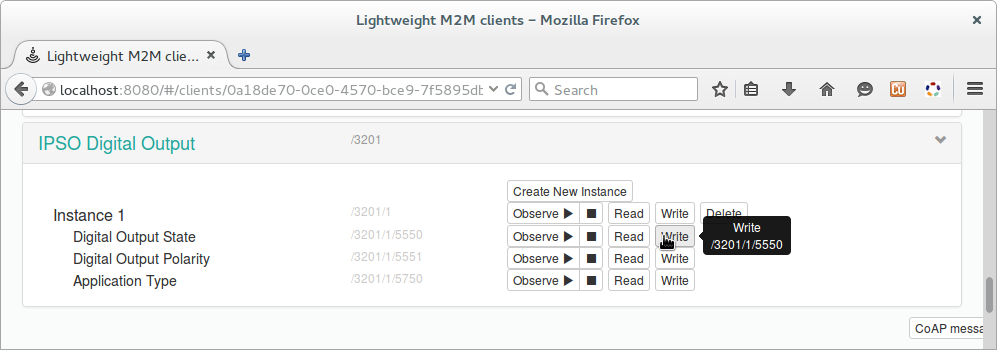 Lightweight M2M clients – Mozilla Firefox
Lightweight M2M clie...
localhost:8080/#/clients/0a18de70-0ce0-4570-bce9-7f5895db
Search
IPSO Digital Output /3201
Create New Instance
Instance 1 /3201/1 Observe Read Write Delete
Digital Output State /3201/1/5550 Observe Read Write
Write
/3201/1/5550
Digital Output Polarity /3201/1/5551 Observe Read Write
Application Type /3201/1/5750 Observe Read Write
CoAP messa